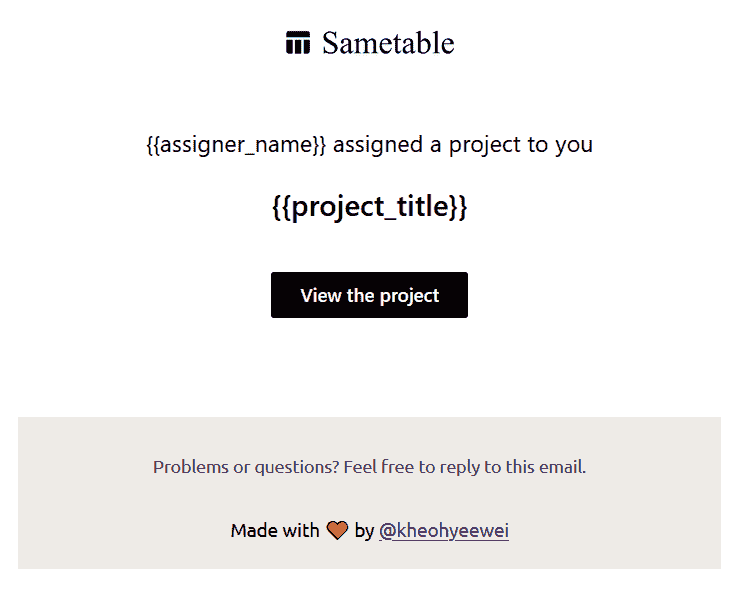 Sametable
{{assigner_name}} assigned a project to you
{{project_title}}
View the project
Problems or questions? Feel free to reply to this email.
Made with 🧡 by @kheohyeewei